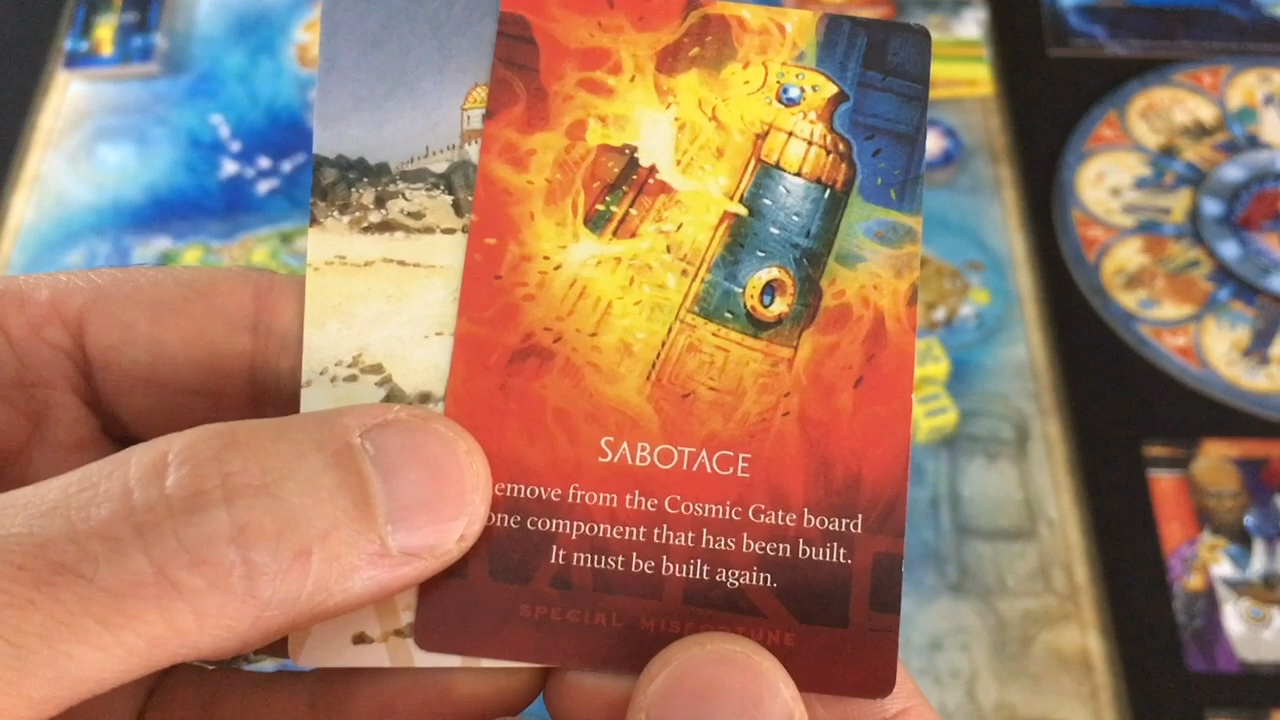 SABOTAGE
emove from the Cosmic Gate board
one component that has been built.
It must be built again.
SPECIAL MISFORTUNE